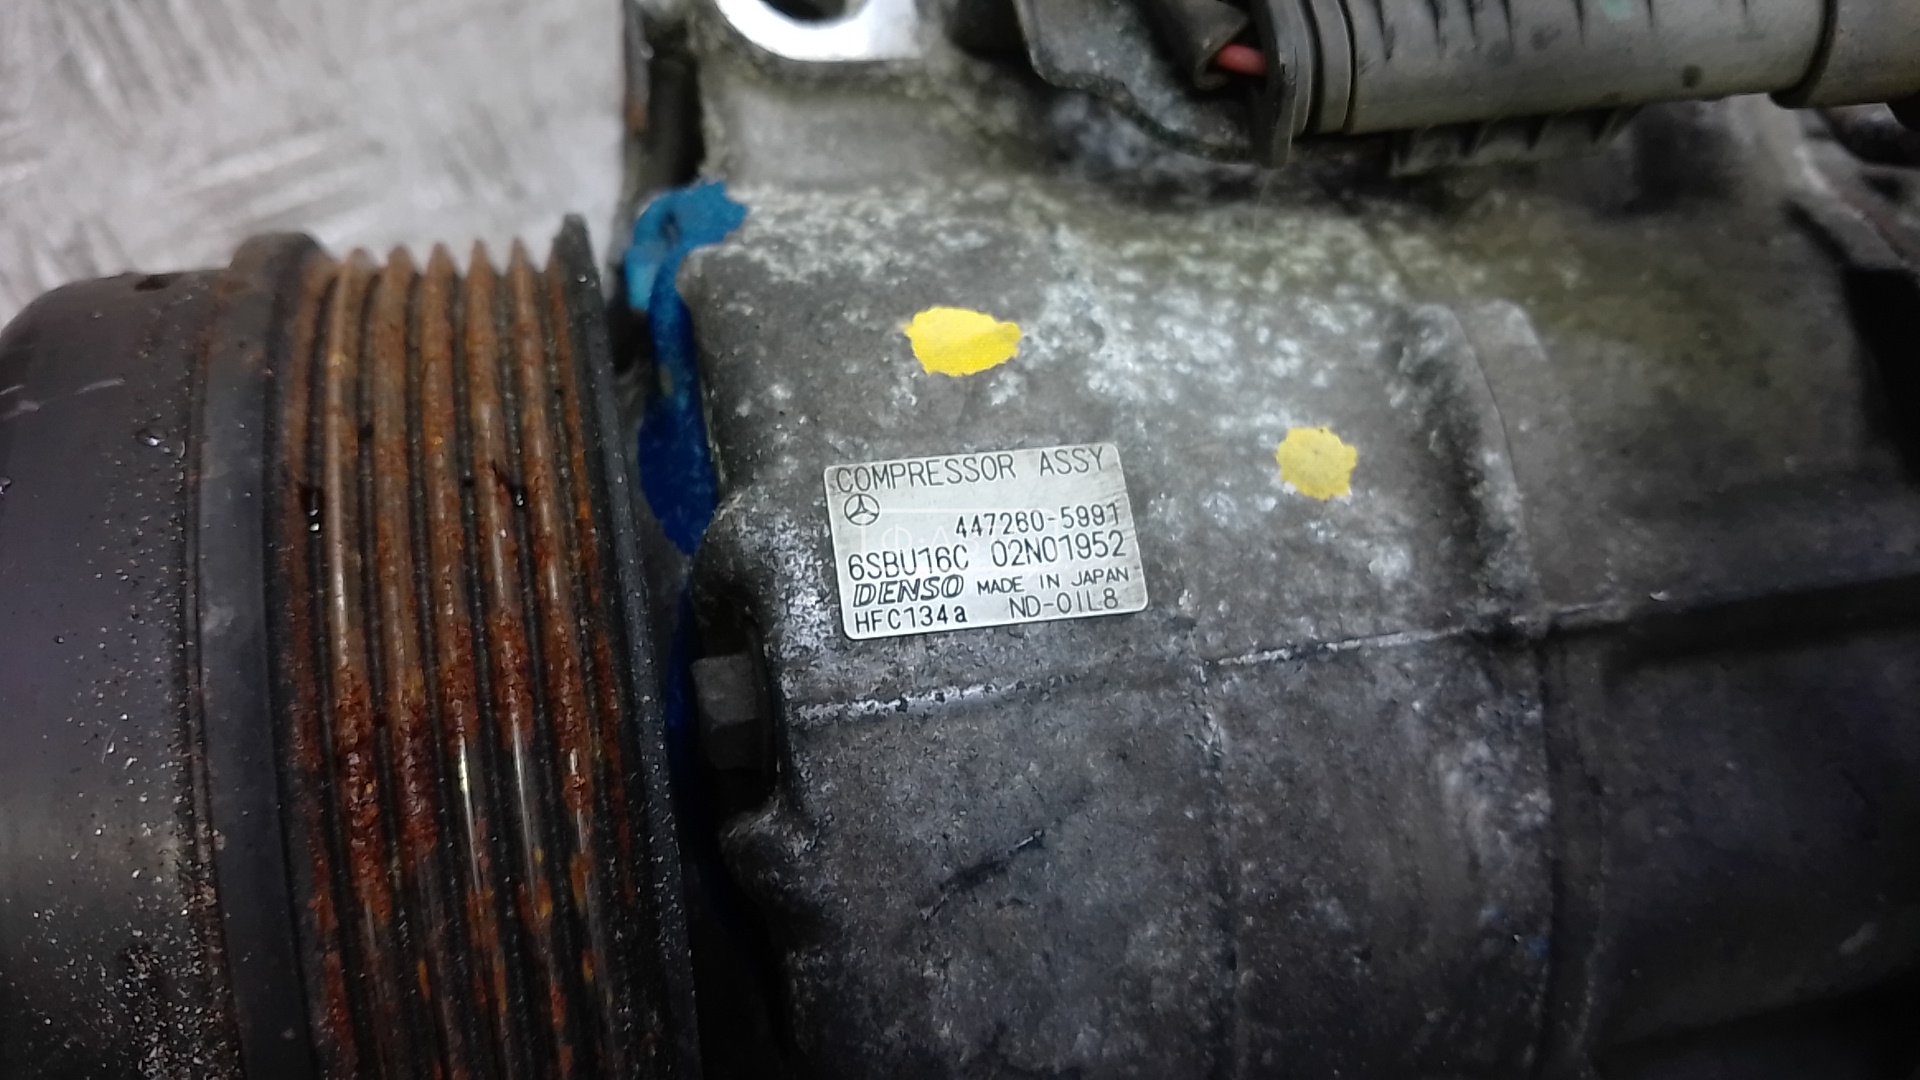 COMPRESSOR ASSY
447260-5991
6SBU16C 02N01952
DENSO MADE IN JAPAN
HFC134a ND-OIL8